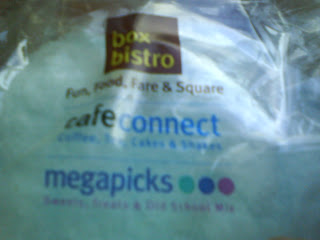 box
bistro
Fun, Food, Fare & Square
cafe connect
Coffee, Tea, Cakes & Shakes
megapicks
Sweets, Treats & Old School Mix